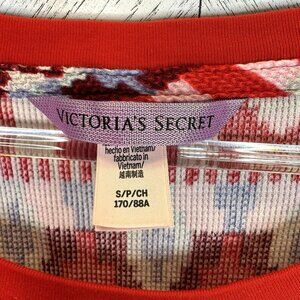 VICTORIA'S SECRET
hecho en Vietnam/
fabbricato in
Vietnam/
越南制造
S/P/CH
170/88A